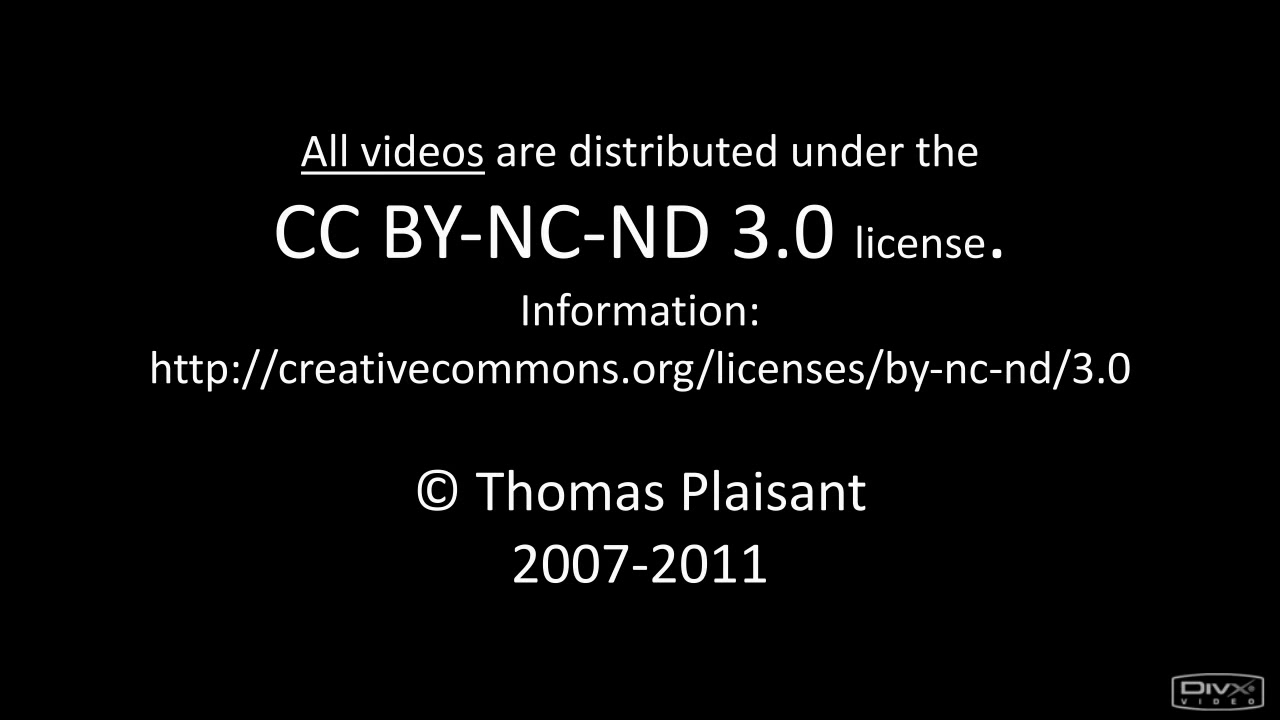 All videos are distributed under the
CC BY-NC-ND 3.0 license.
Information:
http://creativecommons.org/licenses/by-nc-nd/3.0
© Thomas Plaisant
2007-2011
DIVX®
VIDEO